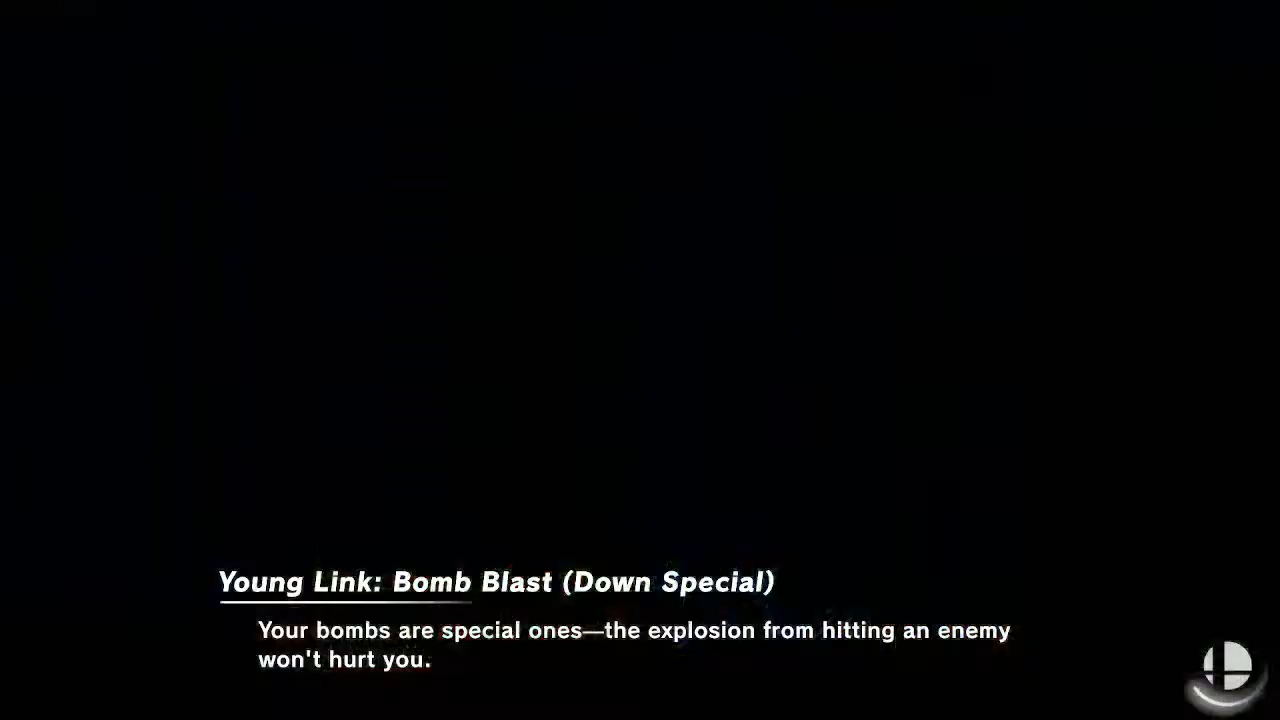 Young Link: Bomb Blast (Down Special)
Your bombs are special ones—the explosion from hitting an enemy
won't hurt you.